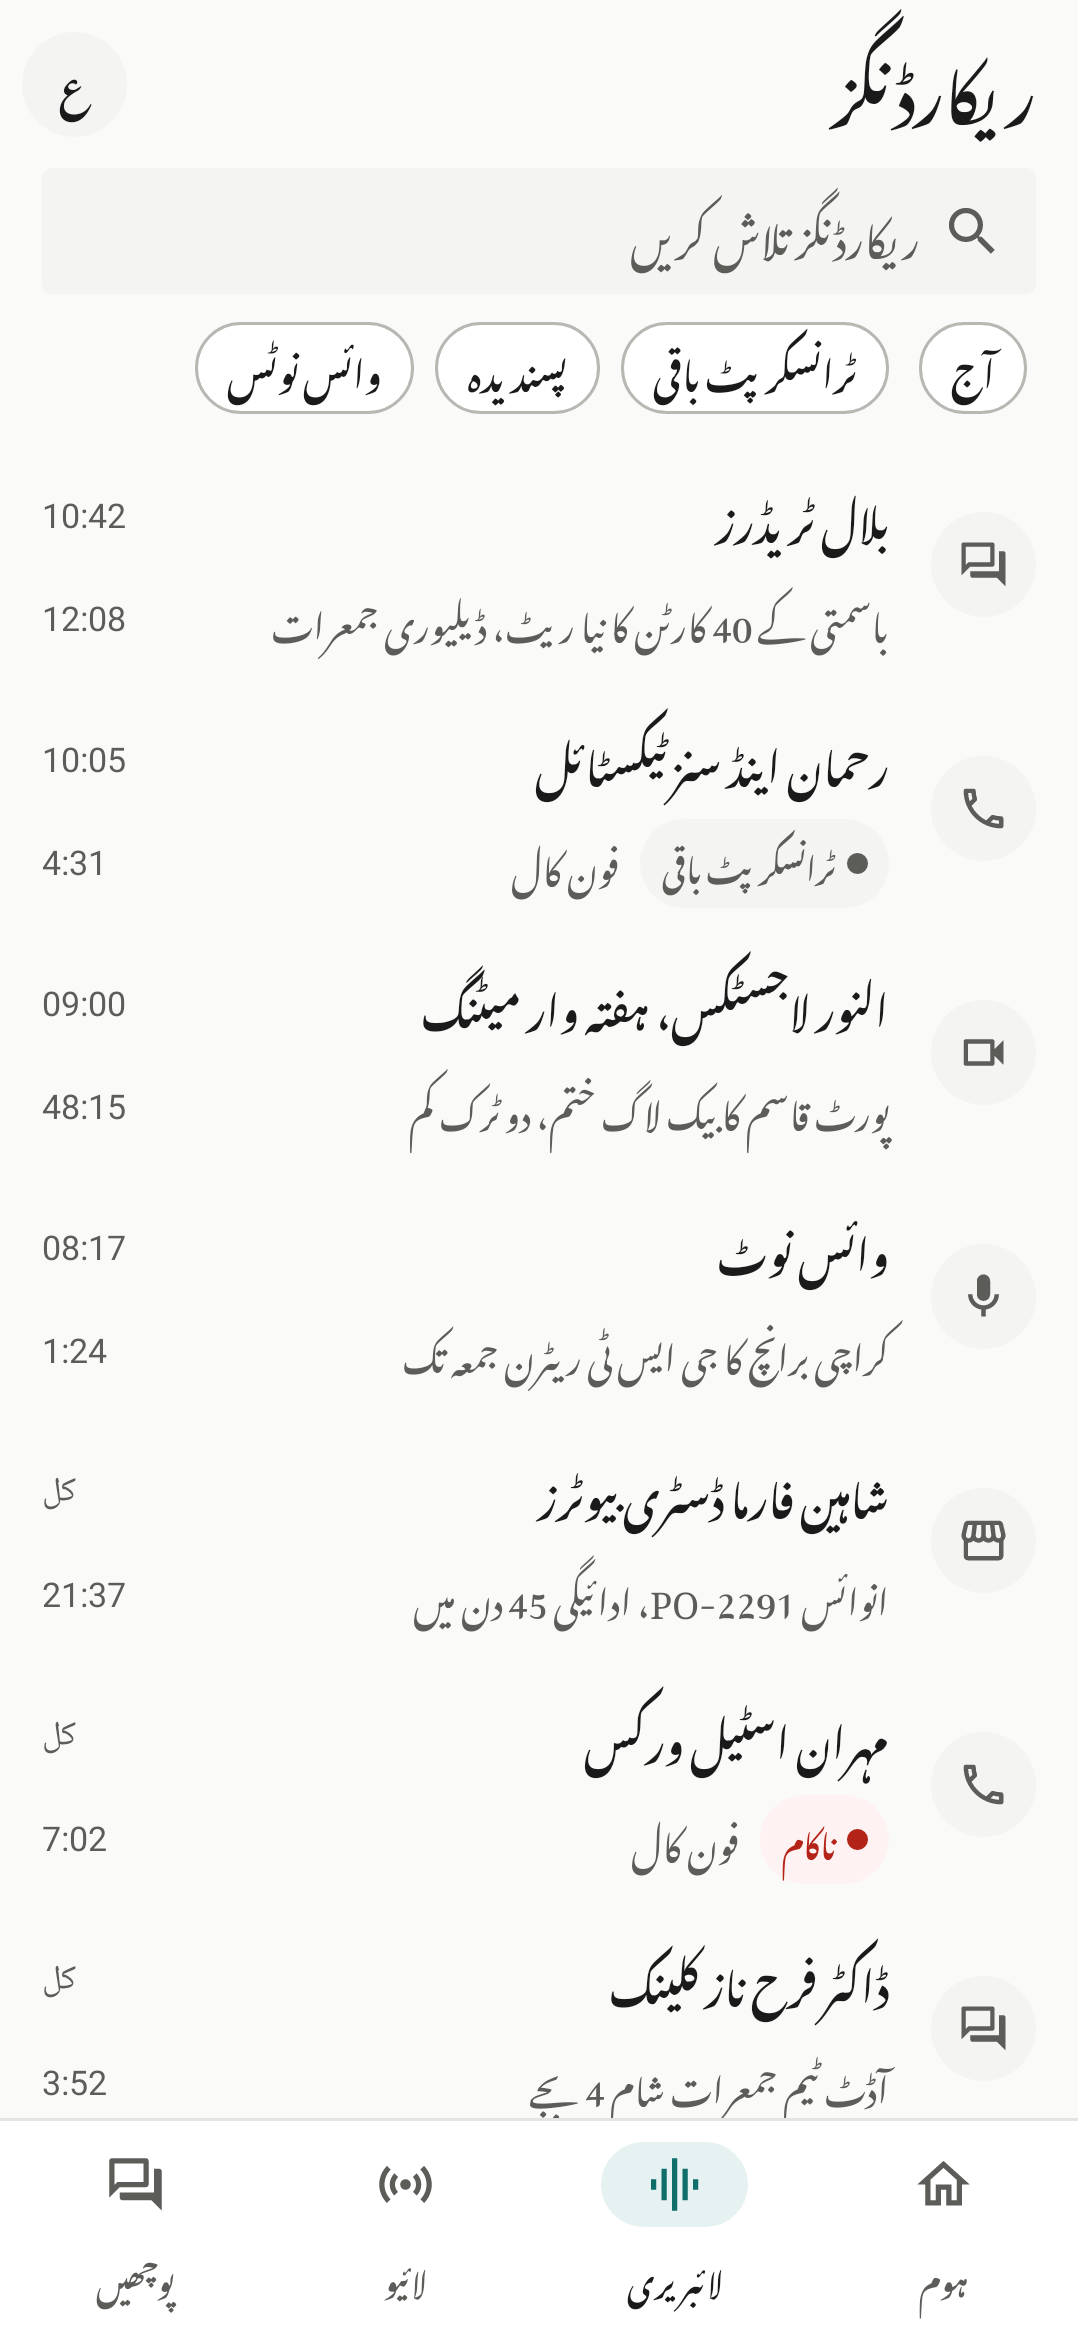 ریکارڈنگز
ع
ریکارڈنگز تلاش کریں
آج
ٹرانسکرپٹ باقی
پسندیدہ
وائس نوٹس
بلال ٹریڈرز
10:42
باسمتی کے 40 کارٹن کا نیا ریٹ، ڈیلیوری جمعرات
12:08
رحمان اینڈ سنز ٹیکسٹائل
10:05
ٹرانسکرپٹ باقی
فون کال
4:31
النور لاجسٹکس، ہفتہ وار میٹنگ
09:00
پورٹ قاسم کا بیک لاگ ختم، دو ٹرک کم
48:15
وائس نوٹ
08:17
کراچی برانچ کا جی ایس ٹی ریٹرن جمعہ تک
1:24
شاہین فارما ڈسٹری بیوٹرز
کل
انوائس PO-2291، ادائیگی 45 دن میں
21:37
مہران اسٹیل ورکس
کل
ناکام
فون کال
7:02
ڈاکٹر فرح ناز کلینک
کل
آڈٹ ٹیم جمعرات شام 4 بجے
3:52
ہوم
لائبریری
لائیو
پوچھیں